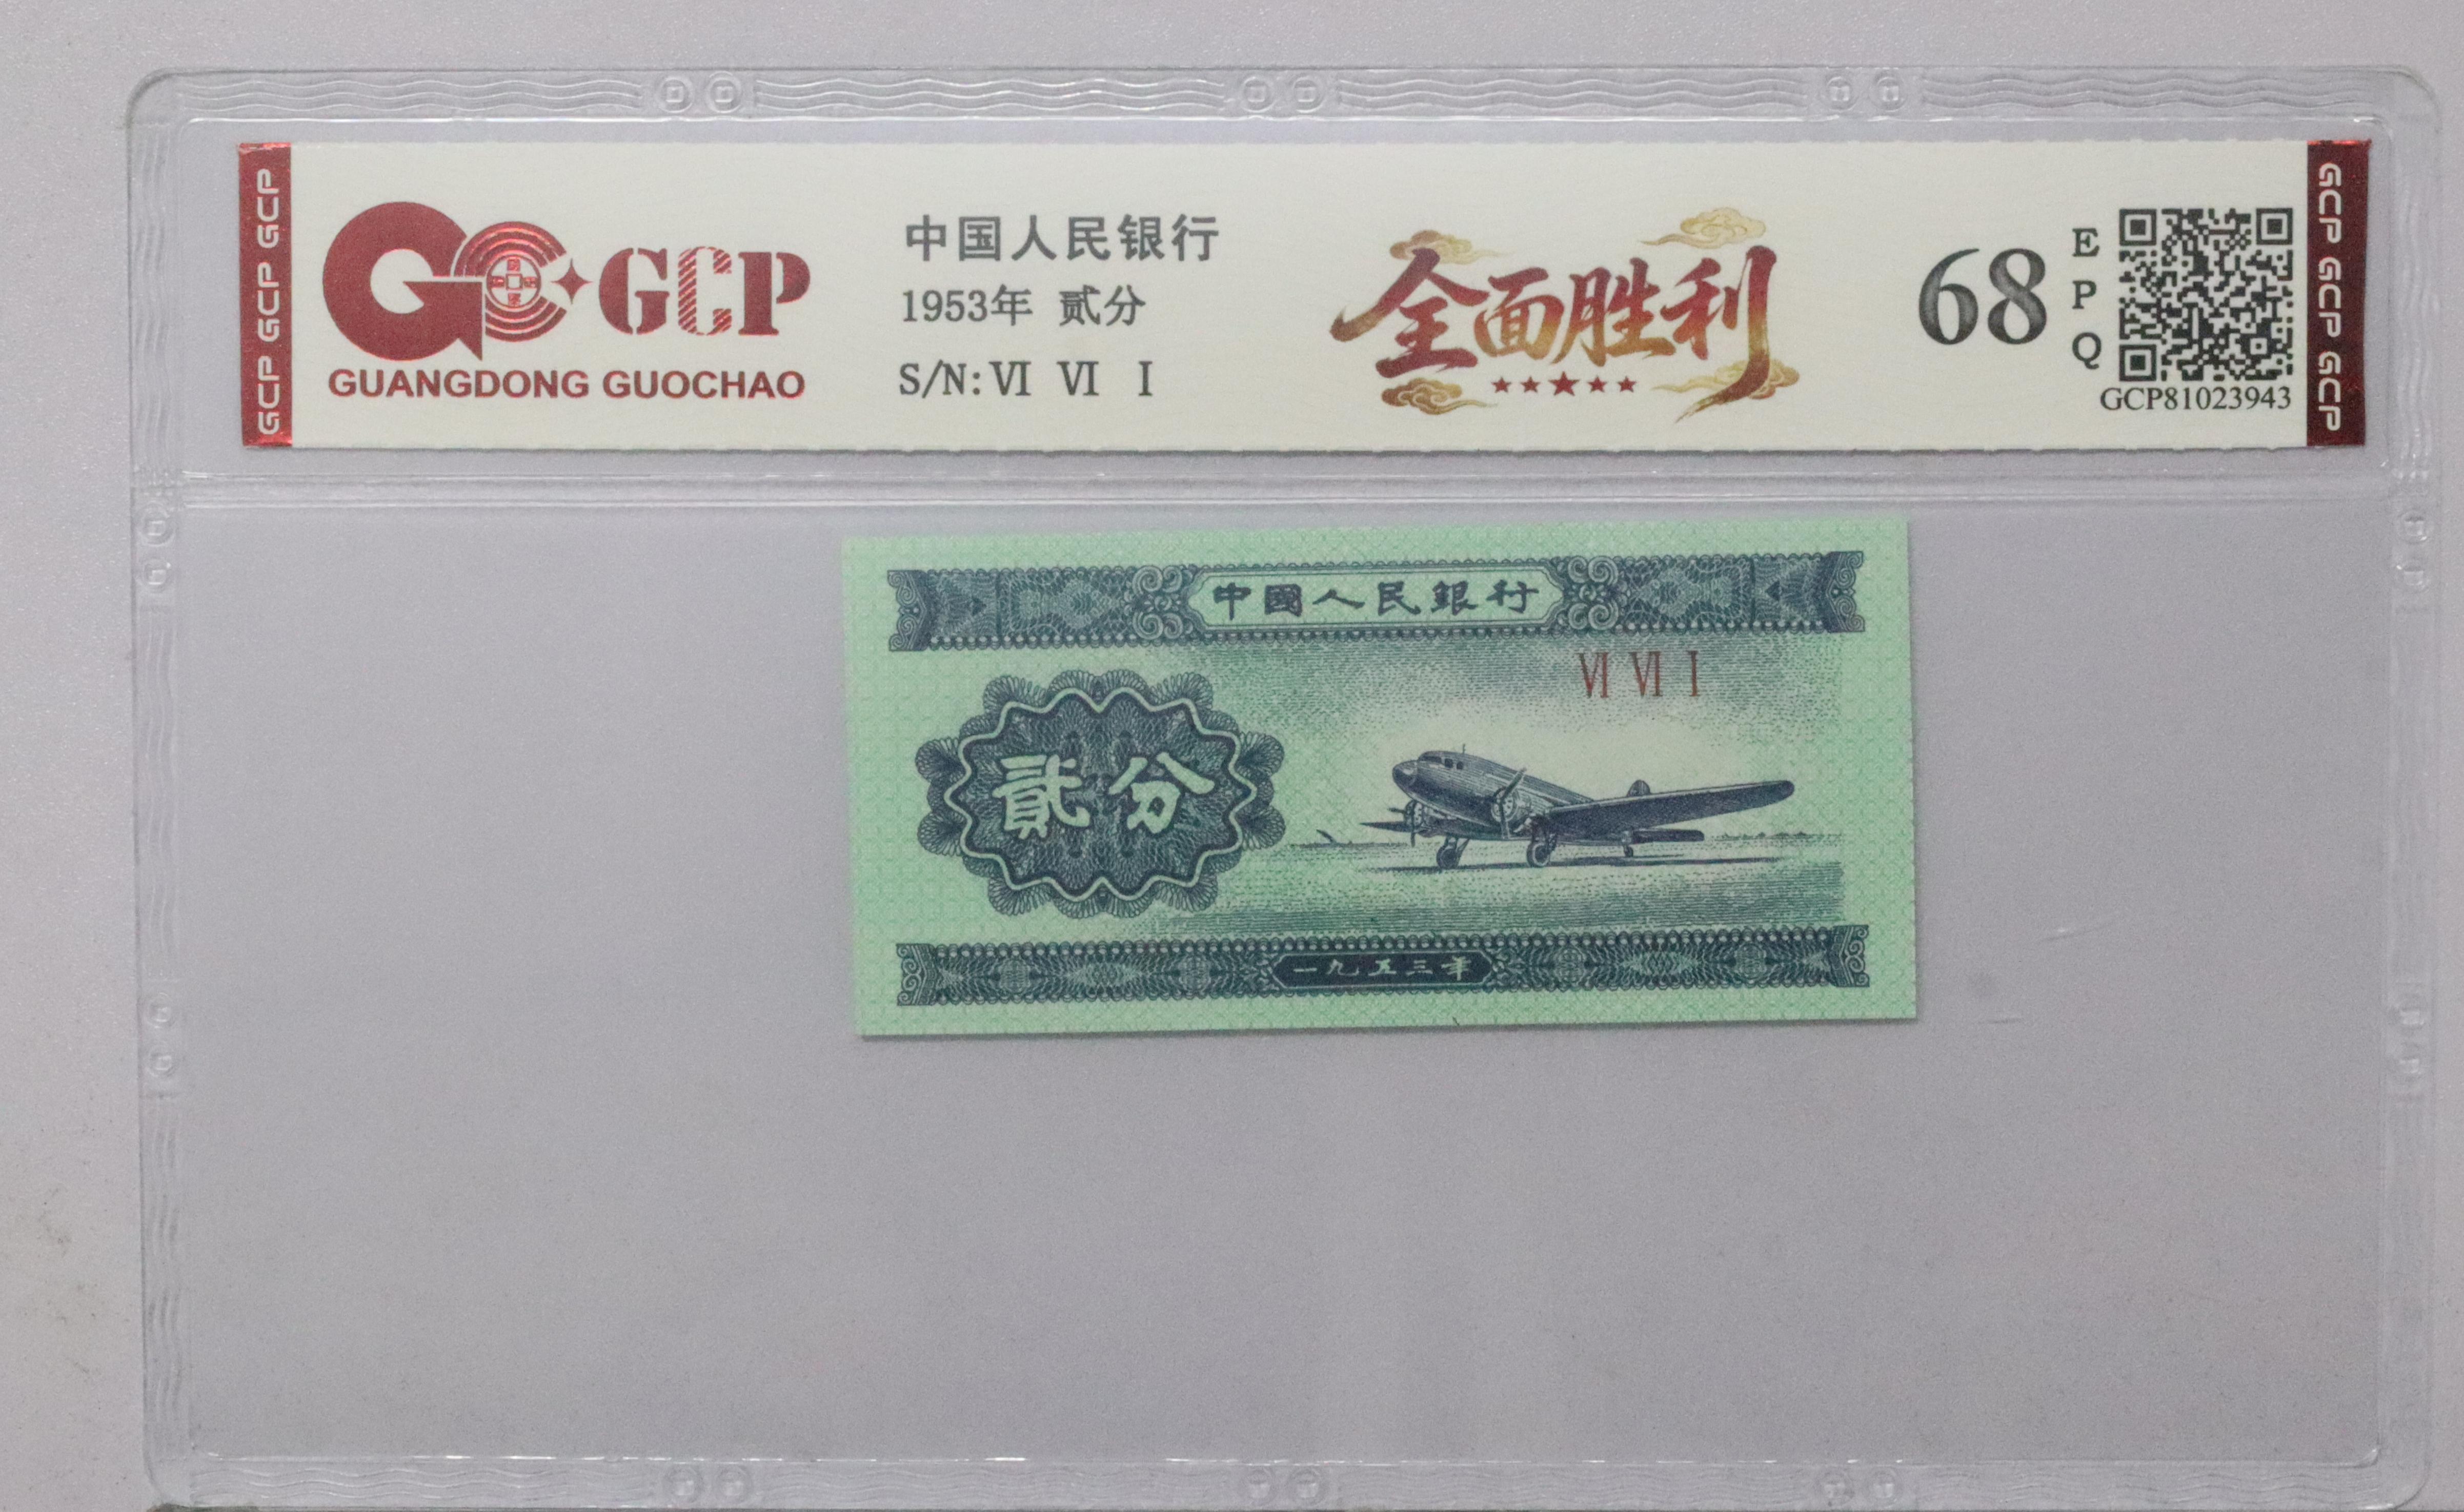 GCP GCP GCP
GCP
GUANGDONG GUOCHAO
中国人民银行
1953年 贰分
S/N: VI VI I
全面胜利
68
E
P
Q
GCP81023943
GCP GCP GCP
中國人民銀行
VI VI I
貳分
一九五三年